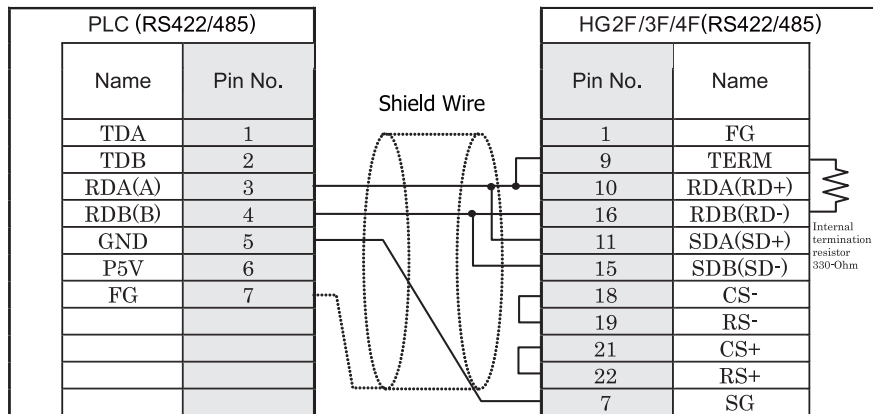 PLC (RS422/485)
HG2F/3F/4F(RS422/485)
Name Pin No.
Shield Wire
Pin No. Name
TDA 1
1 FG
TDB 2
9 TERM
RDA(A) 3
10 RDA(RD+)
RDB(B) 4
16 RDB(RD-)
GND 5
11 SDA(SD+)
P5V 6
15 SDB(SD-)
FG 7
18 CS-
19 RS-
21 CS+
22 RS+
7 SG
Internal
termination
resistor
330-Ohm